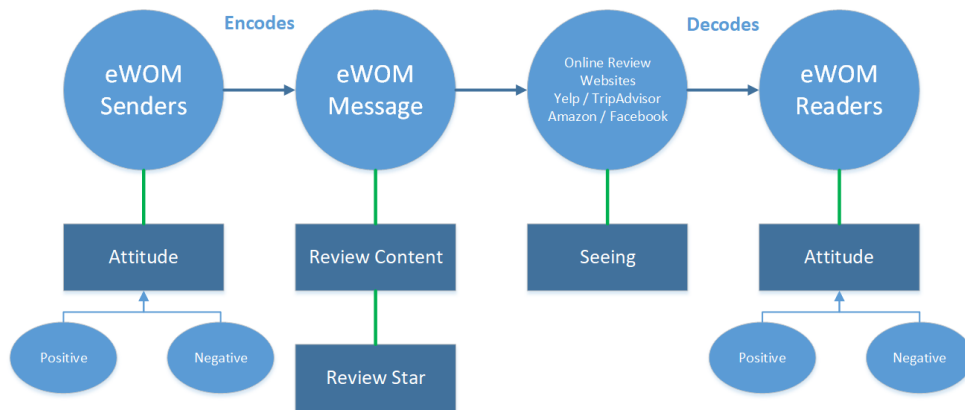 Encodes
Decodes
eWOM
Senders
eWOM
Message
Online Review
Websites
Yelp / TripAdvisor
Amazon / Facebook
eWOM
Readers
Attitude
Review Content
Seeing
Attitude
Positive
Negative
Review Star
Positive
Negative